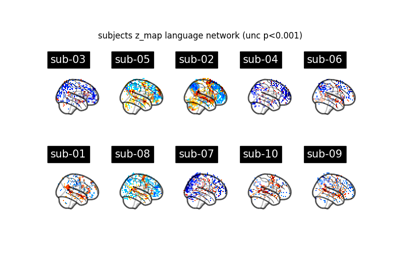 subjects z_map language network (unc p<0.001)
sub-03 sub-05 sub-02 sub-04 sub-06
sub-01 sub-08 sub-07 sub-10 sub-09